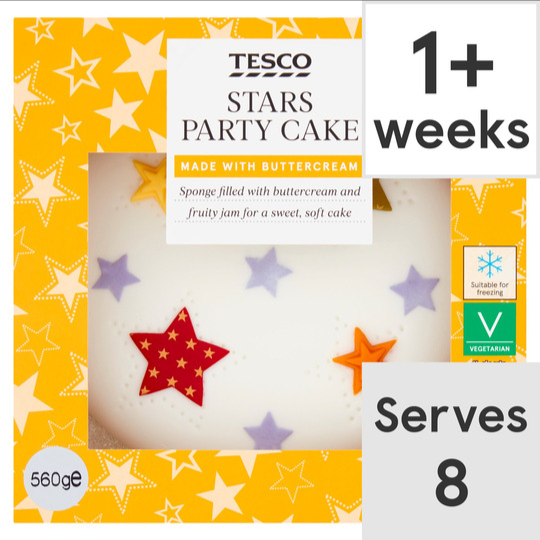 TESCO
STARS
PARTY CAKE
MADE WITH BUTTERCREAM
Sponge filled with buttercream and
fruity jam for a sweet, soft cake
1+
weeks
Suitable for
freezing
V
VEGETARIAN
Serves
8
560g℮